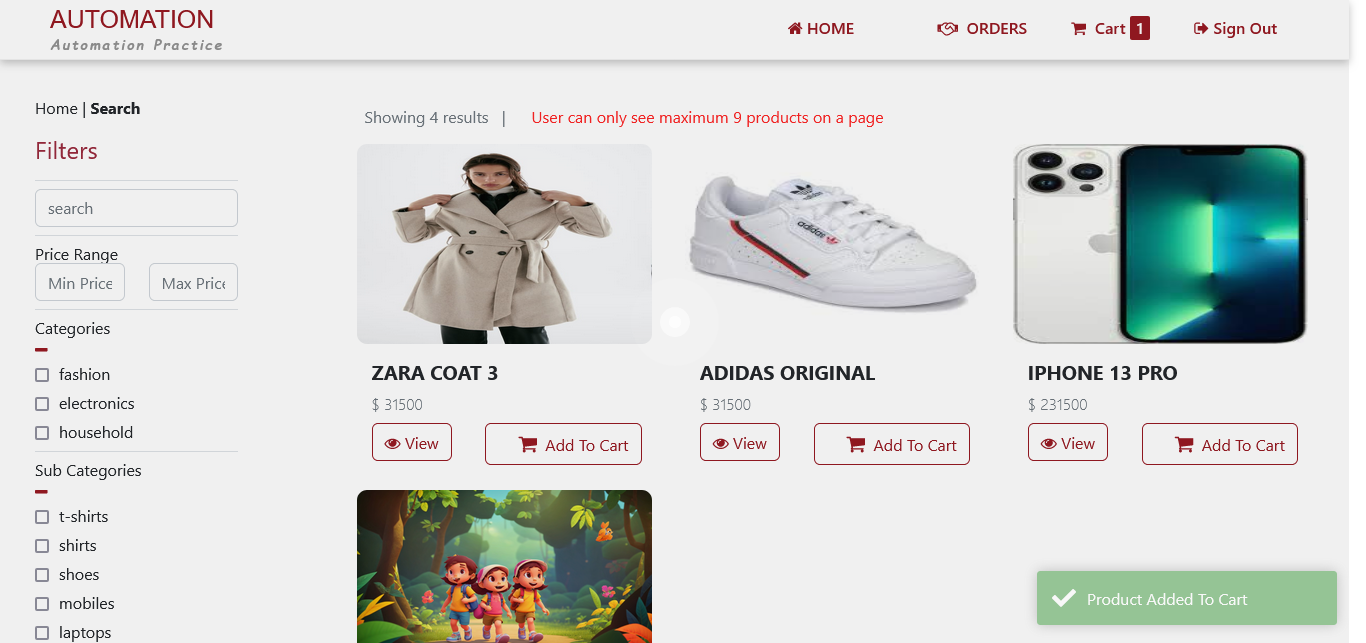 AUTOMATION
Automation Practice
HOME
ORDERS
Cart 1
Sign Out
Home | Search
Filters
search
Price Range
Min Price
Max Price
Categories
fashion
electronics
household
Sub Categories
t-shirts
shirts
shoes
mobiles
laptops
Showing 4 results |
User can only see maximum 9 products on a page
ZARA COAT 3
$ 31500
View
Add To Cart
adidas
ADIDAS ORIGINAL
$ 31500
View
Add To Cart
IPHONE 13 PRO
$ 231500
View
Add To Cart
Product Added To Cart